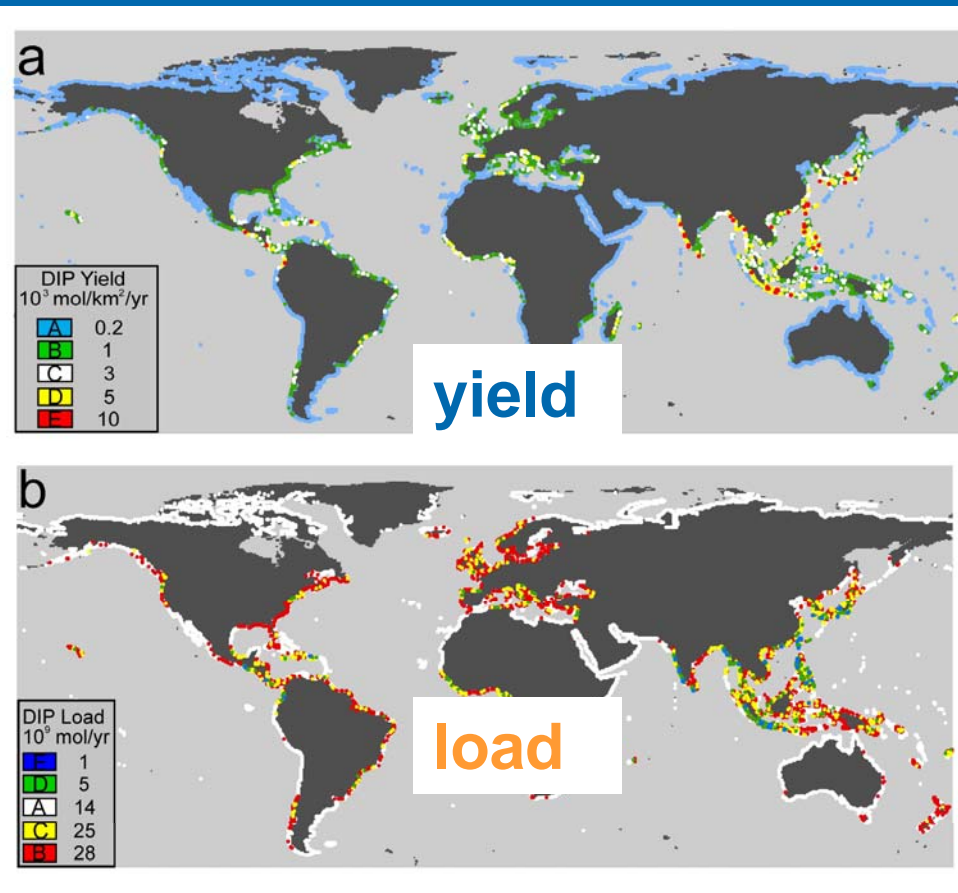 a
DIP Yield
10³ mol/km²/yr
A 0.2
B 1
C 3
D 5
E 10
yield
b
DIP Load
10⁹ mol/yr
E 1
D 5
A 14
C 25
B 28
load